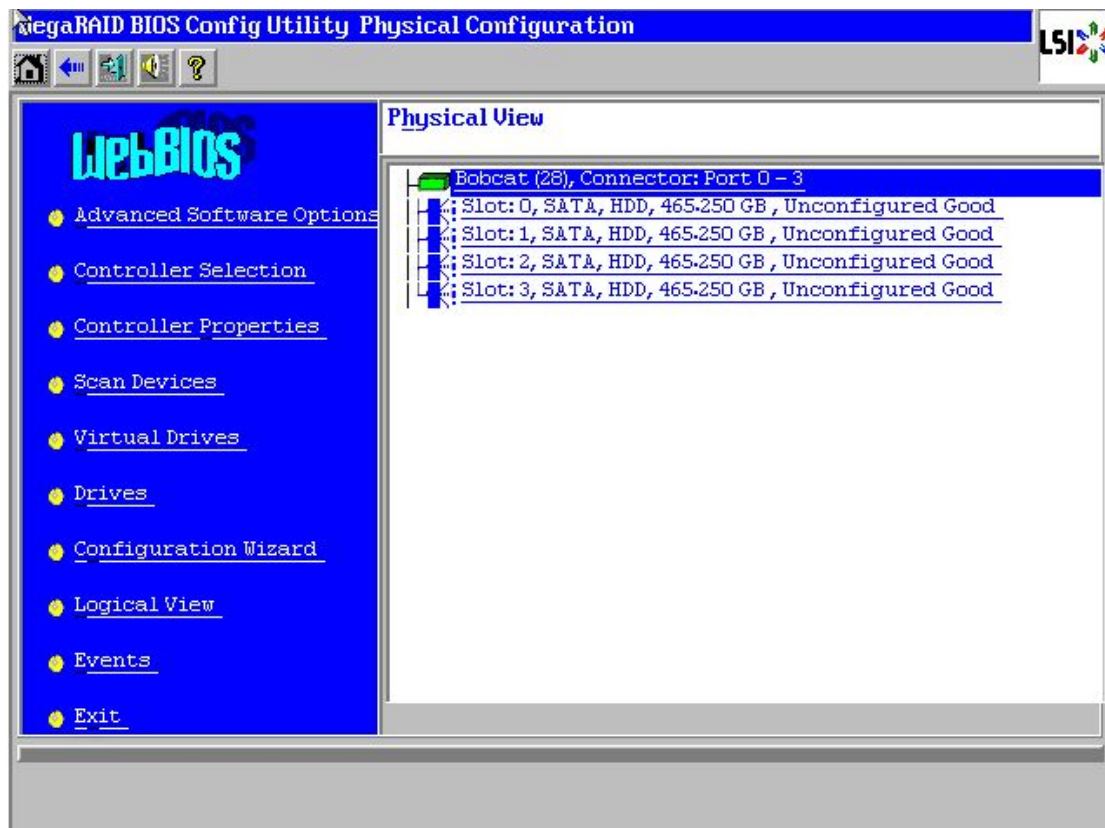 MegaRAID BIOS Config Utility Physical Configuration
LSI
WebBIOS
Physical View
Bobcat (28), Connector: Port 0 - 3
Slot: 0, SATA, HDD, 465.250 GB, Unconfigured Good
Slot: 1, SATA, HDD, 465.250 GB, Unconfigured Good
Slot: 2, SATA, HDD, 465.250 GB, Unconfigured Good
Slot: 3, SATA, HDD, 465.250 GB, Unconfigured Good
Advanced Software Options
Controller Selection
Controller Properties
Scan Devices
Virtual Drives
Drives
Configuration Wizard
Logical View
Events
Exit